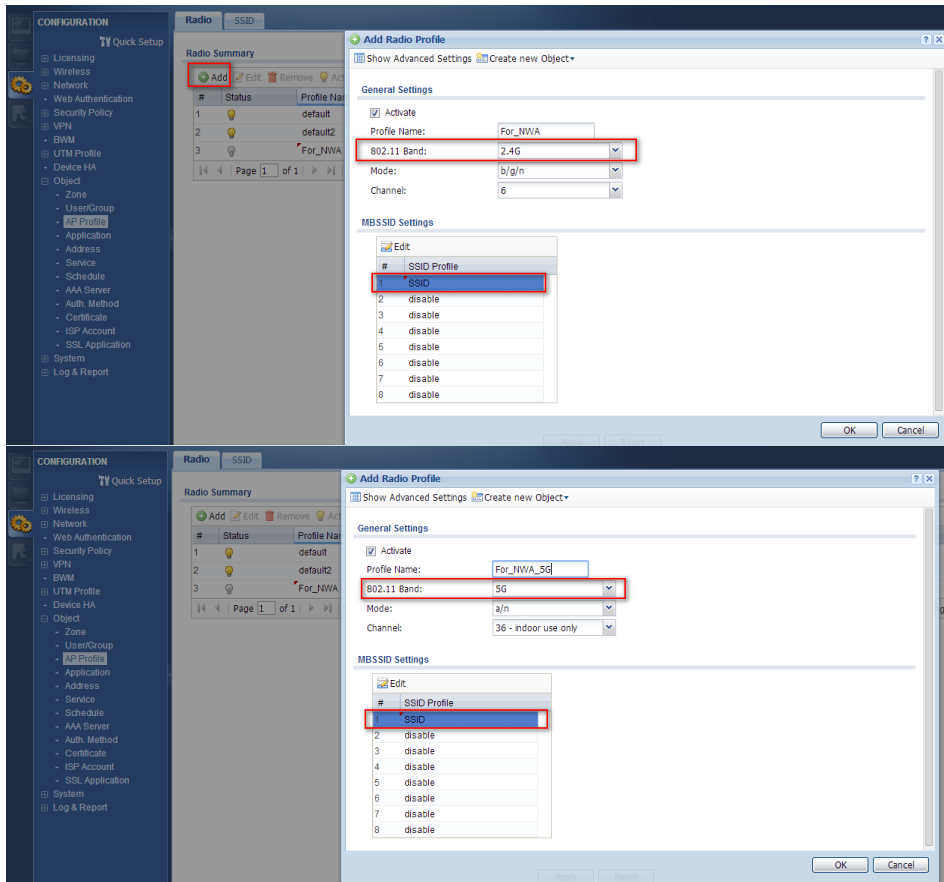 CONFIGURATION
Quick Setup
Licensing
Wireless
Network
Web Authentication
Security Policy
VPN
BWM
UTM Profile
Device HA
Object
Zone
User/Group
AP Profile
Application
Address
Service
Schedule
AAA Server
Auth. Method
Certificate
ISP Account
SSL Application
System
Log & Report
Radio SSID
Radio Summary
Add Edit Remove Act
# Status Profile Nar
1 default
2 default2
3 For_NWA
Page 1 of 1
Add Radio Profile
Show Advanced Settings Create new Object
General Settings
Activate
Profile Name: For_NWA
802.11 Band: 2.4G
Mode: b/g/n
Channel: 6
MBSSID Settings
Edit
# SSID Profile
1 SSID
2 disable
3 disable
4 disable
5 disable
6 disable
7 disable
8 disable
OK Cancel
Apply Reset
CONFIGURATION
Quick Setup
Licensing
Wireless
Network
Web Authentication
Security Policy
VPN
BWM
UTM Profile
Device HA
Object
Zone
User/Group
AP Profile
Application
Address
Service
Schedule
AAA Server
Auth. Method
Certificate
ISP Account
SSL Application
System
Log & Report
Radio SSID
Radio Summary
Add Edit Remove Act
# Status Profile Nar
1 default
2 default2
3 For_NWA
Page 1 of 1
Add Radio Profile
Show Advanced Settings Create new Object
General Settings
Activate
Profile Name: For_NWA_5G
802.11 Band: 5G
Mode: a/n
Channel: 36 - indoor use only
MBSSID Settings
Edit
# SSID Profile
1 SSID
2 disable
3 disable
4 disable
5 disable
6 disable
7 disable
8 disable
OK Cancel
Apply Reset